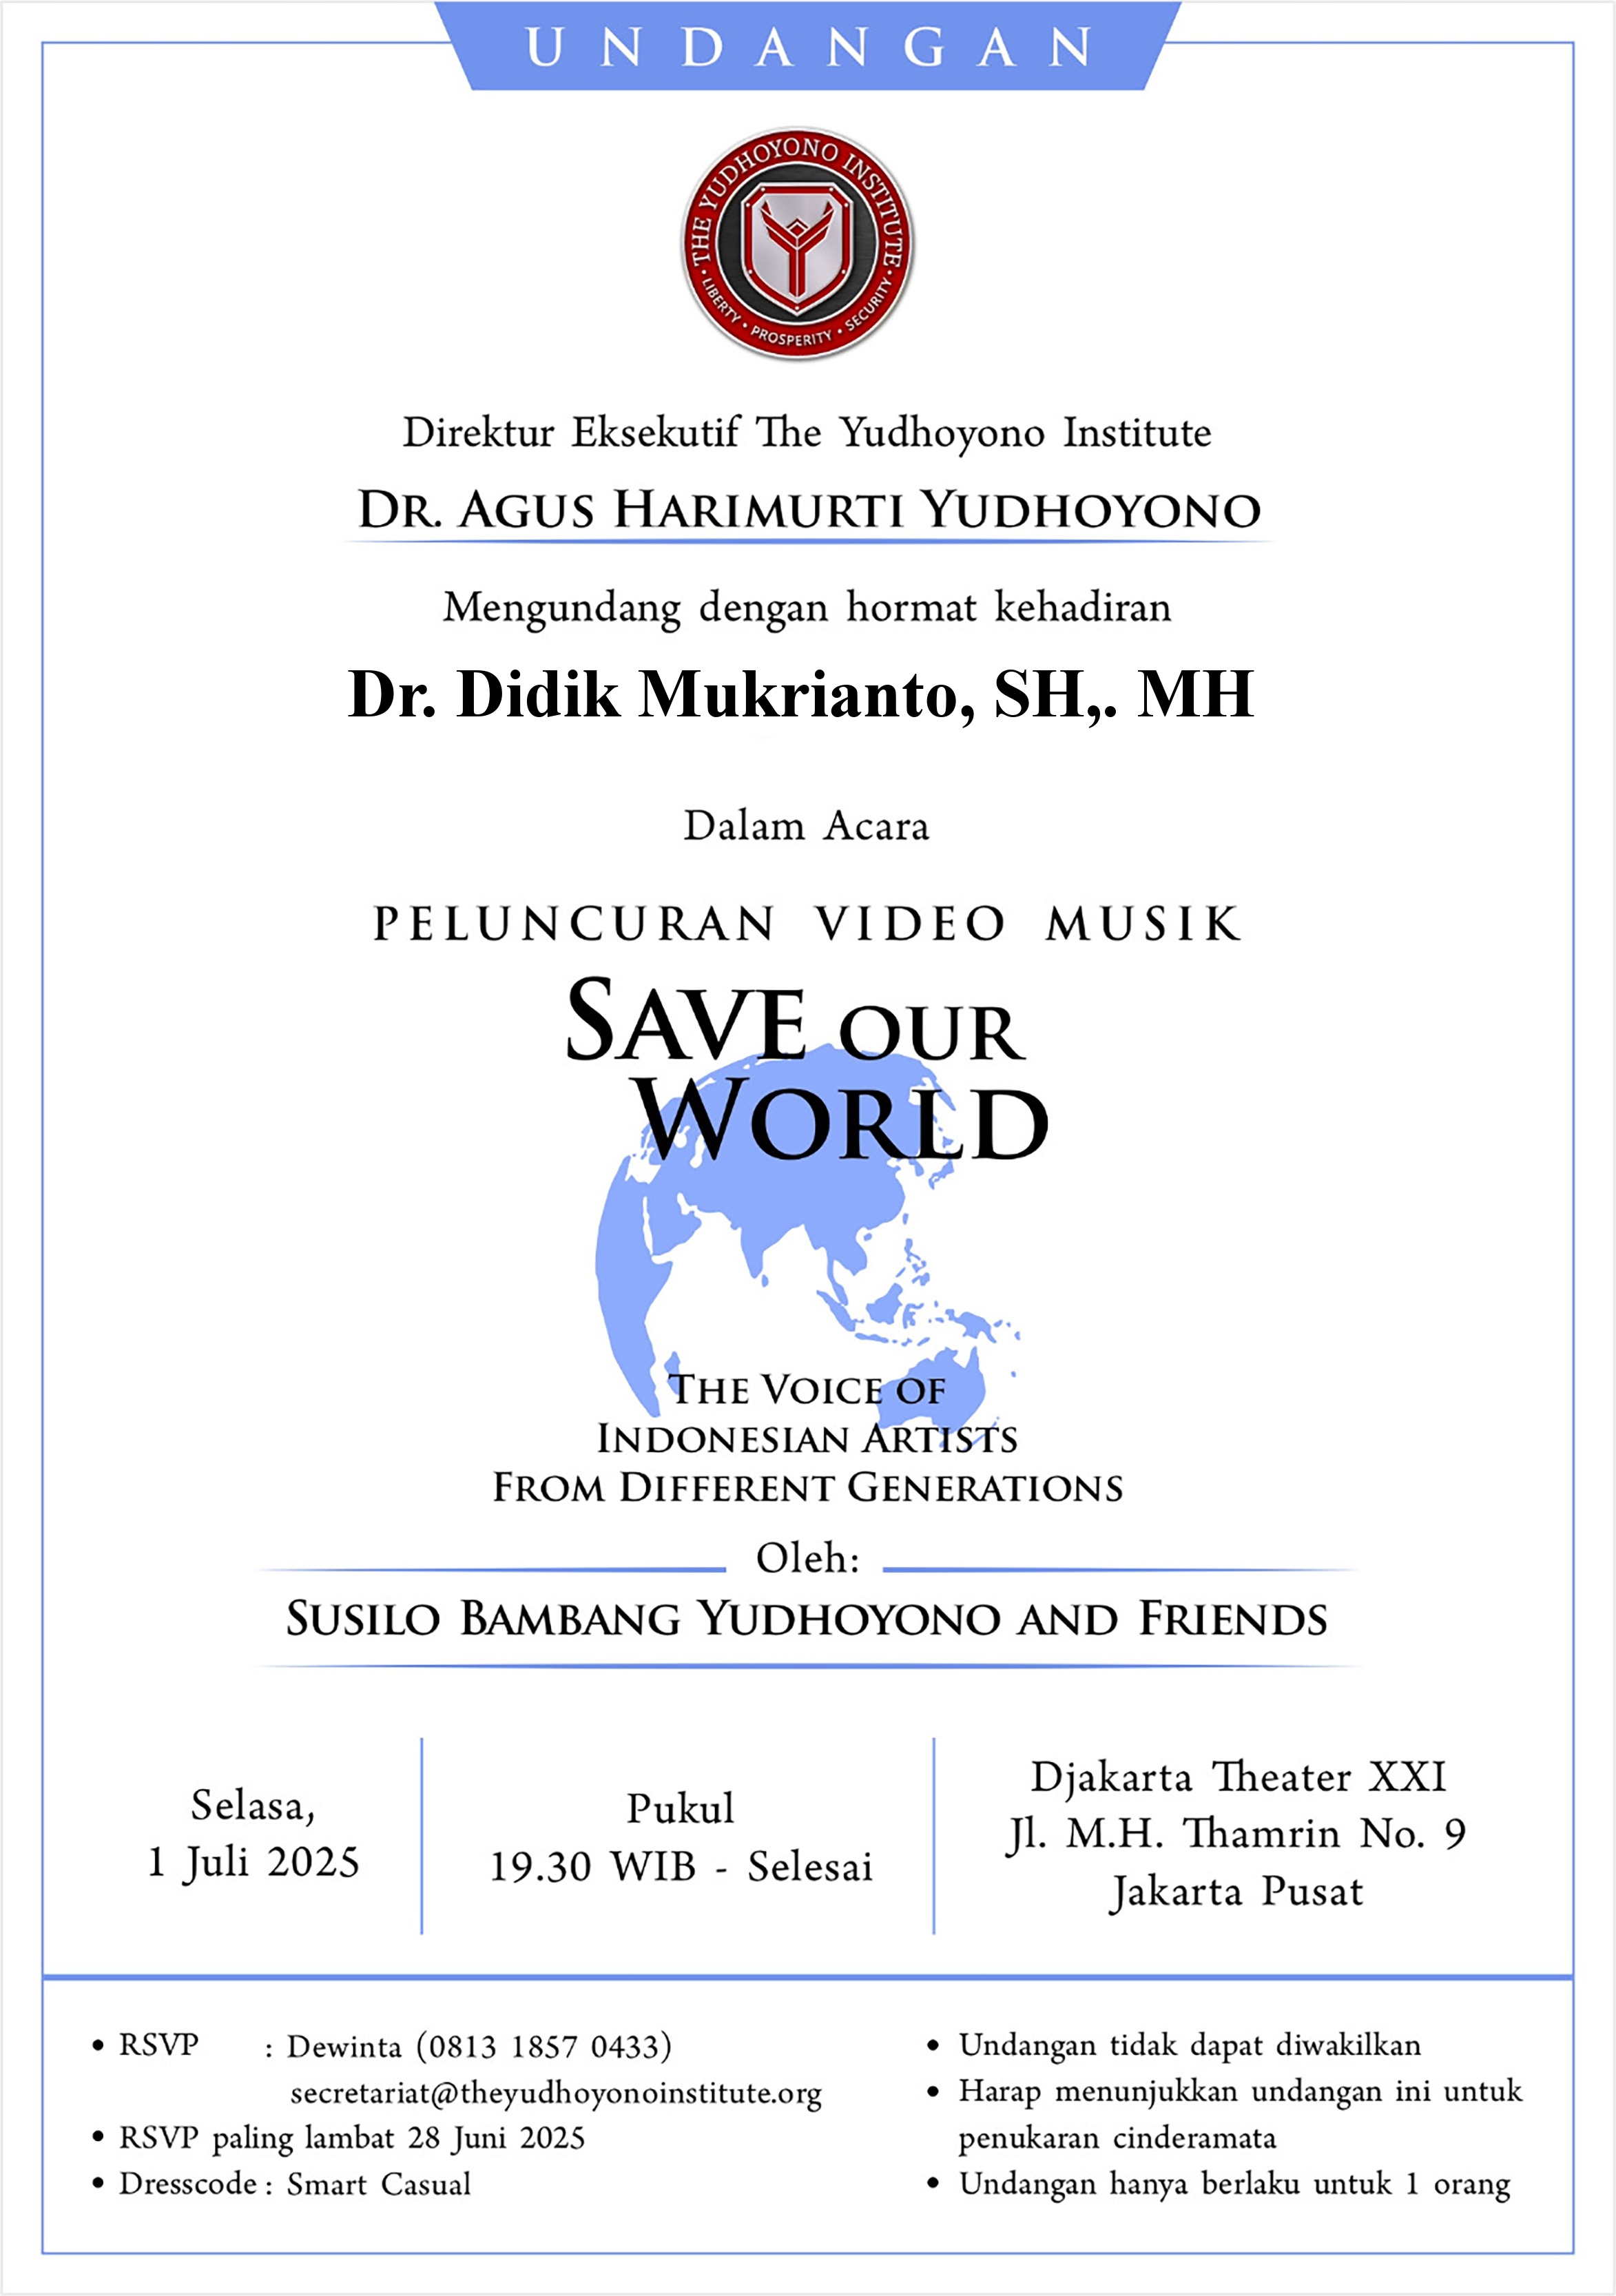 UNDANGAN
THE YUDHOYONO INSTITUTE
LIBERTY • PROSPERITY • SECURITY
Direktur Eksekutif The Yudhoyono Institute
DR. AGUS HARIMURTI YUDHOYONO
Mengundang dengan hormat kehadiran
Dr. Didik Mukrianto, SH,. MH
Dalam Acara
PELUNCURAN VIDEO MUSIK
SAVE OUR
WORLD
THE VOICE OF
INDONESIAN ARTISTS
FROM DIFFERENT GENERATIONS
Oleh:
SUSILO BAMBANG YUDHOYONO AND FRIENDS
Selasa,
1 Juli 2025
Pukul
19.30 WIB - Selesai
Djakarta Theater XXI
Jl. M.H. Thamrin No. 9
Jakarta Pusat
• RSVP : Dewinta (0813 1857 0433)
secretariat@theyudhoyonoinstitute.org
• RSVP paling lambat 28 Juni 2025
• Dresscode : Smart Casual
• Undangan tidak dapat diwakilkan
• Harap menunjukkan undangan ini untuk
penukaran cinderamata
• Undangan hanya berlaku untuk 1 orang